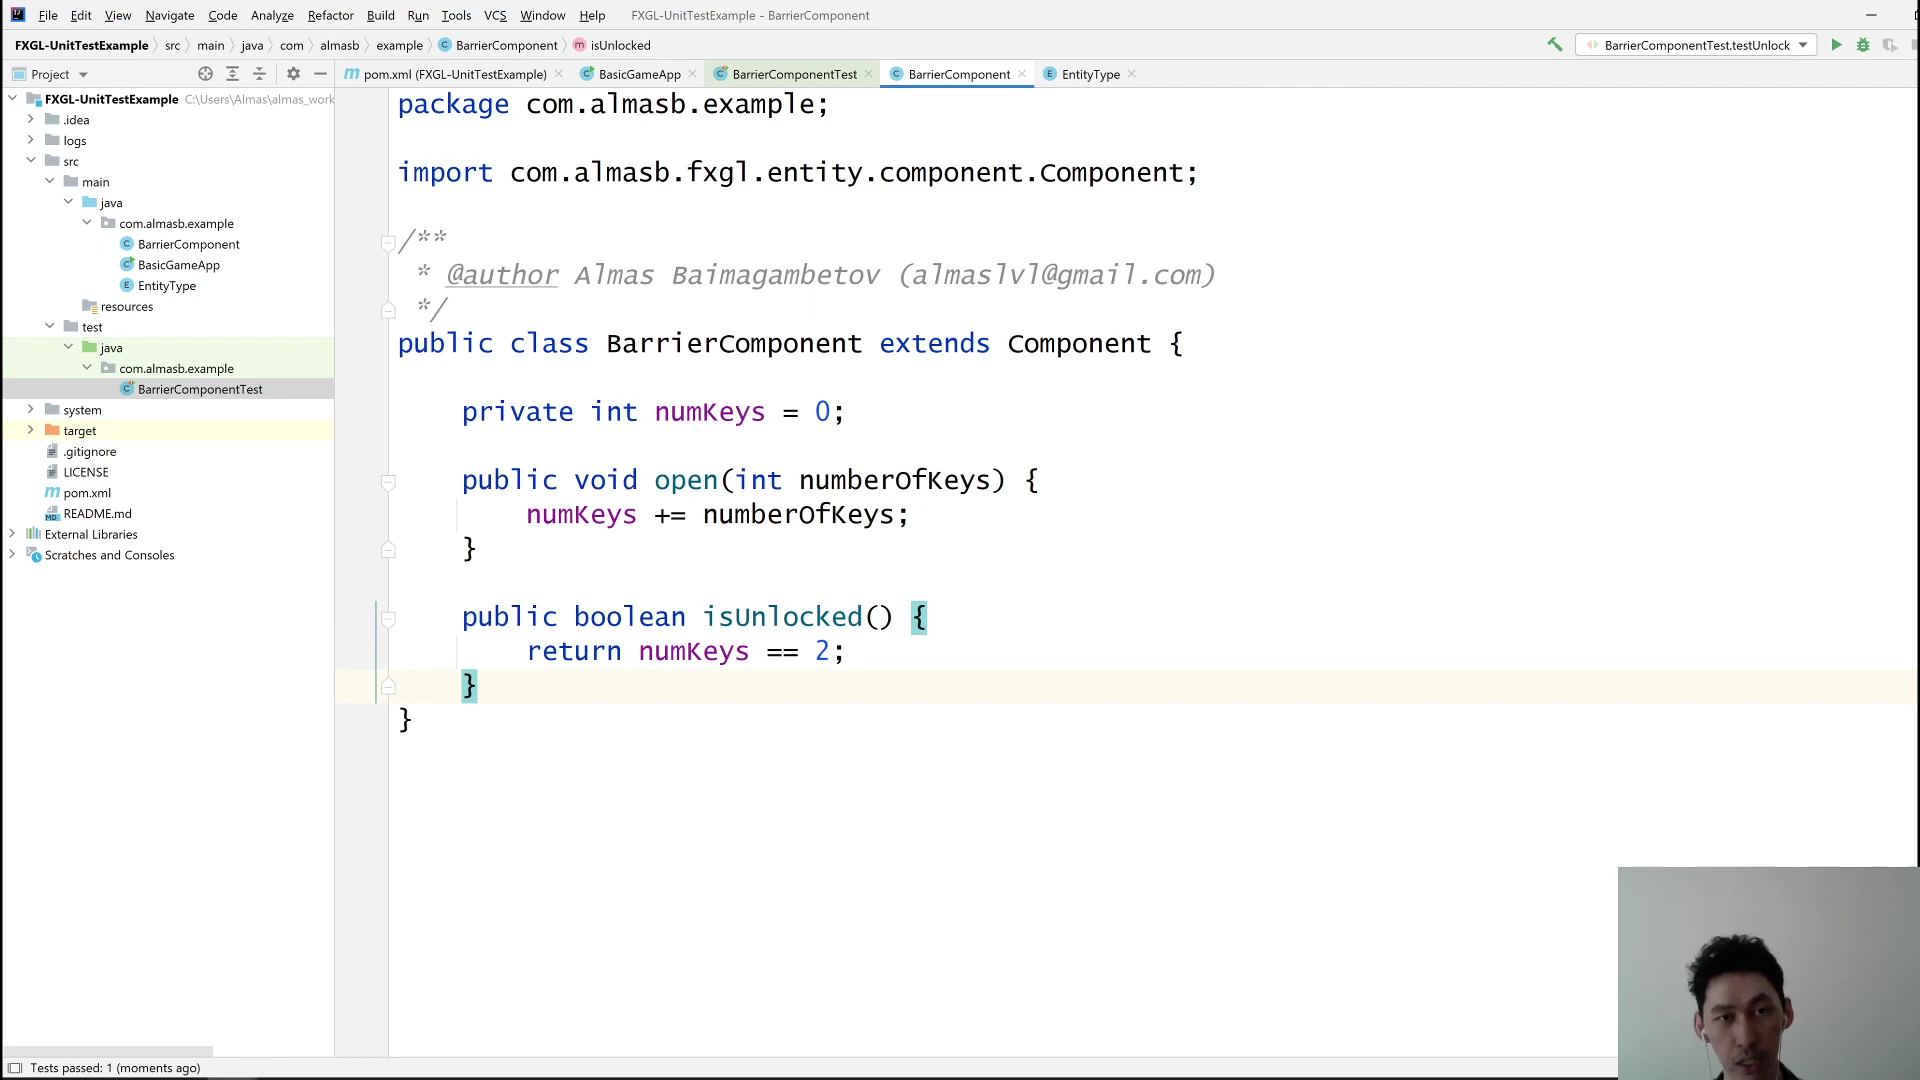 File Edit View Navigate Code Analyze Refactor Build Run Tools VCS Window Help FXGL-UnitTestExample - BarrierComponent
FXGL-UnitTestExample src main java com almasb example BarrierComponent isUnlocked BarrierComponentTest.testUnlock
Project pom.xml (FXGL-UnitTestExample) BasicGameApp BarrierComponentTest BarrierComponent EntityType
FXGL-UnitTestExample C:\Users\Almas\almas_work
.idea
logs
src
main
java
com.almasb.example
BarrierComponent
BasicGameApp
EntityType
resources
test
java
com.almasb.example
BarrierComponentTest
system
target
.gitignore
LICENSE
pom.xml
README.md
External Libraries
Scratches and Consoles
package com.almasb.example;
import com.almasb.fxgl.entity.component.Component;
/**
* @author Almas Baimagambetov (almaslvl@gmail.com)
*/
public class BarrierComponent extends Component {
private int numKeys = 0;
public void open(int numberOfKeys) {
numKeys += numberOfKeys;
}
public boolean isUnlocked() {
return numKeys == 2;
}
}
Tests passed: 1 (moments ago)